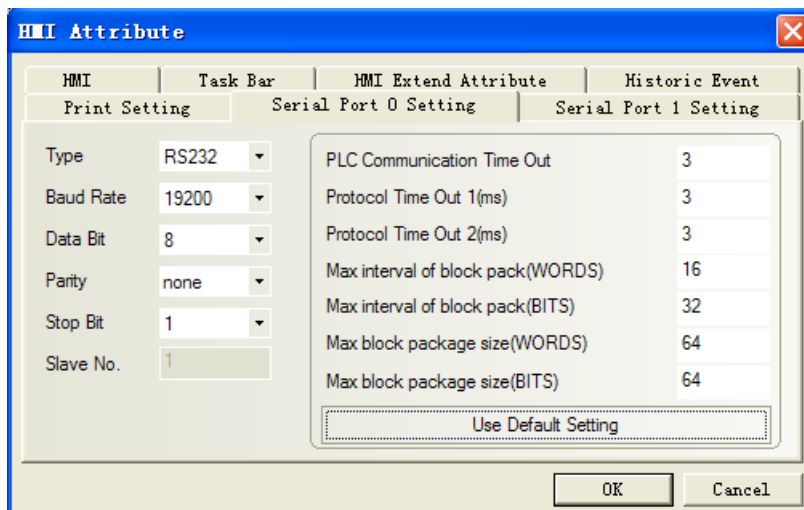 HMI Attribute
HMI Task Bar HMI Extend Attribute Historic Event
Print Setting Serial Port 0 Setting Serial Port 1 Setting
Type RS232
Baud Rate 19200
Data Bit 8
Parity none
Stop Bit 1
Slave No. 1
PLC Communication Time Out 3
Protocol Time Out 1(ms) 3
Protocol Time Out 2(ms) 3
Max interval of block pack(WORDS) 16
Max interval of block pack(BITS) 32
Max block package size(WORDS) 64
Max block package size(BITS) 64
Use Default Setting
OK Cancel